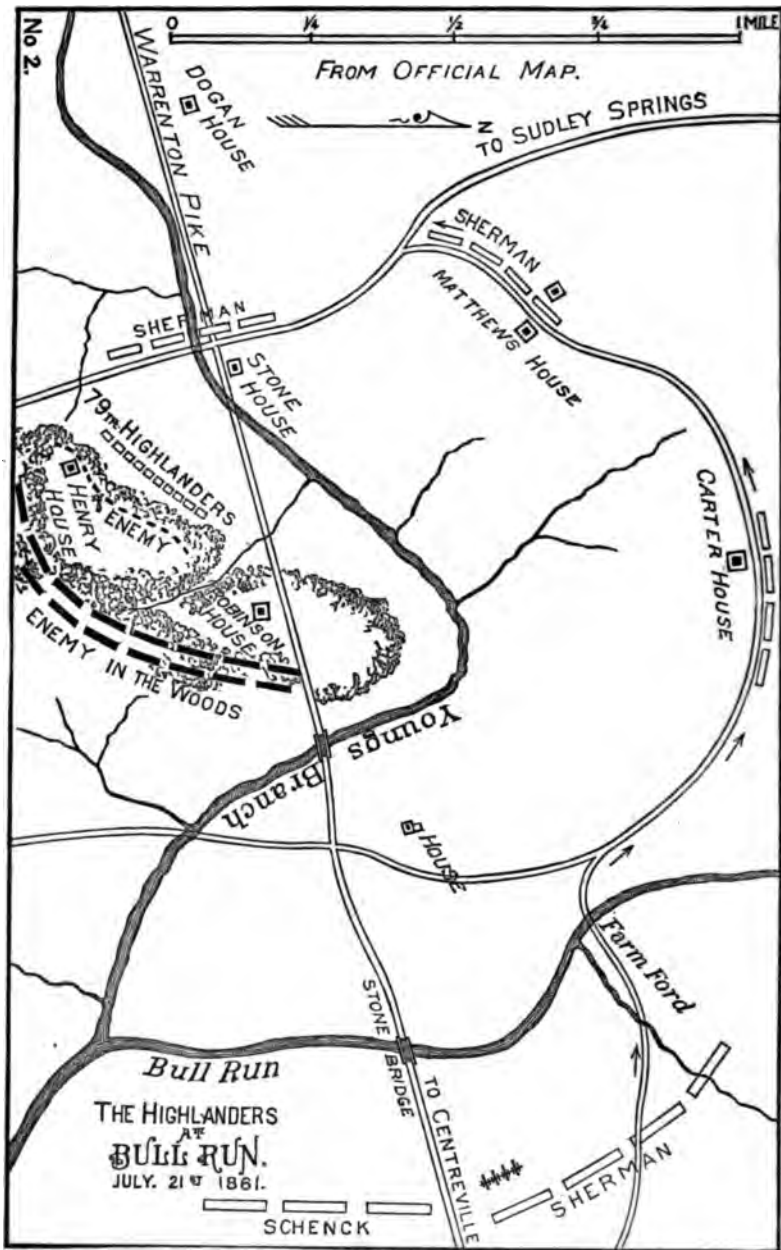 0 1/4 1/2 3/4 1 MILE
FROM OFFICIAL MAP.
No 2.
WARRENTON PIKE
DOGAN
HOUSE
N
TO SUDLEY SPRINGS
SHERMAN
MATTHEWS HOUSE
SHERMAN
STONE
HOUSE
79TH HIGHLANDERS
HENRY
HOUSE
ENEMY
CARTER HOUSE
ROBINSONS
HOUSE
ENEMY IN THE WOODS
Youngs
Branch
HOUSE
Farm Ford
STONE
BRIDGE
Bull Run
TO CENTREVILLE
SHERMAN
THE HIGHLANDERS
AT
BULL RUN.
JULY. 21ST 1861.
SCHENCK